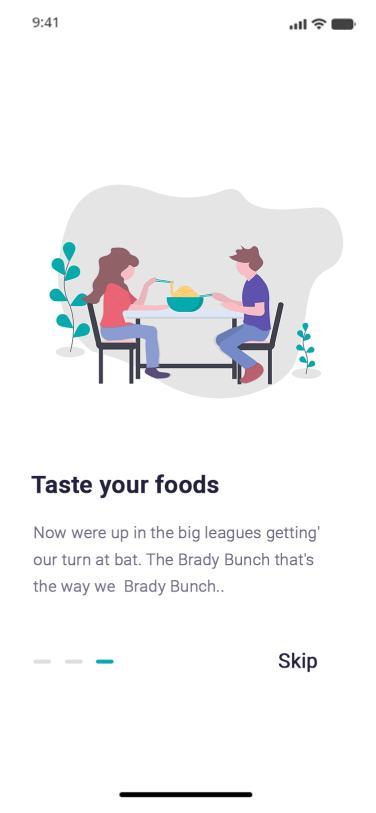 9:41
Taste your foods
Now were up in the big leagues getting'
our turn at bat. The Brady Bunch that's
the way we  Brady Bunch..
Skip